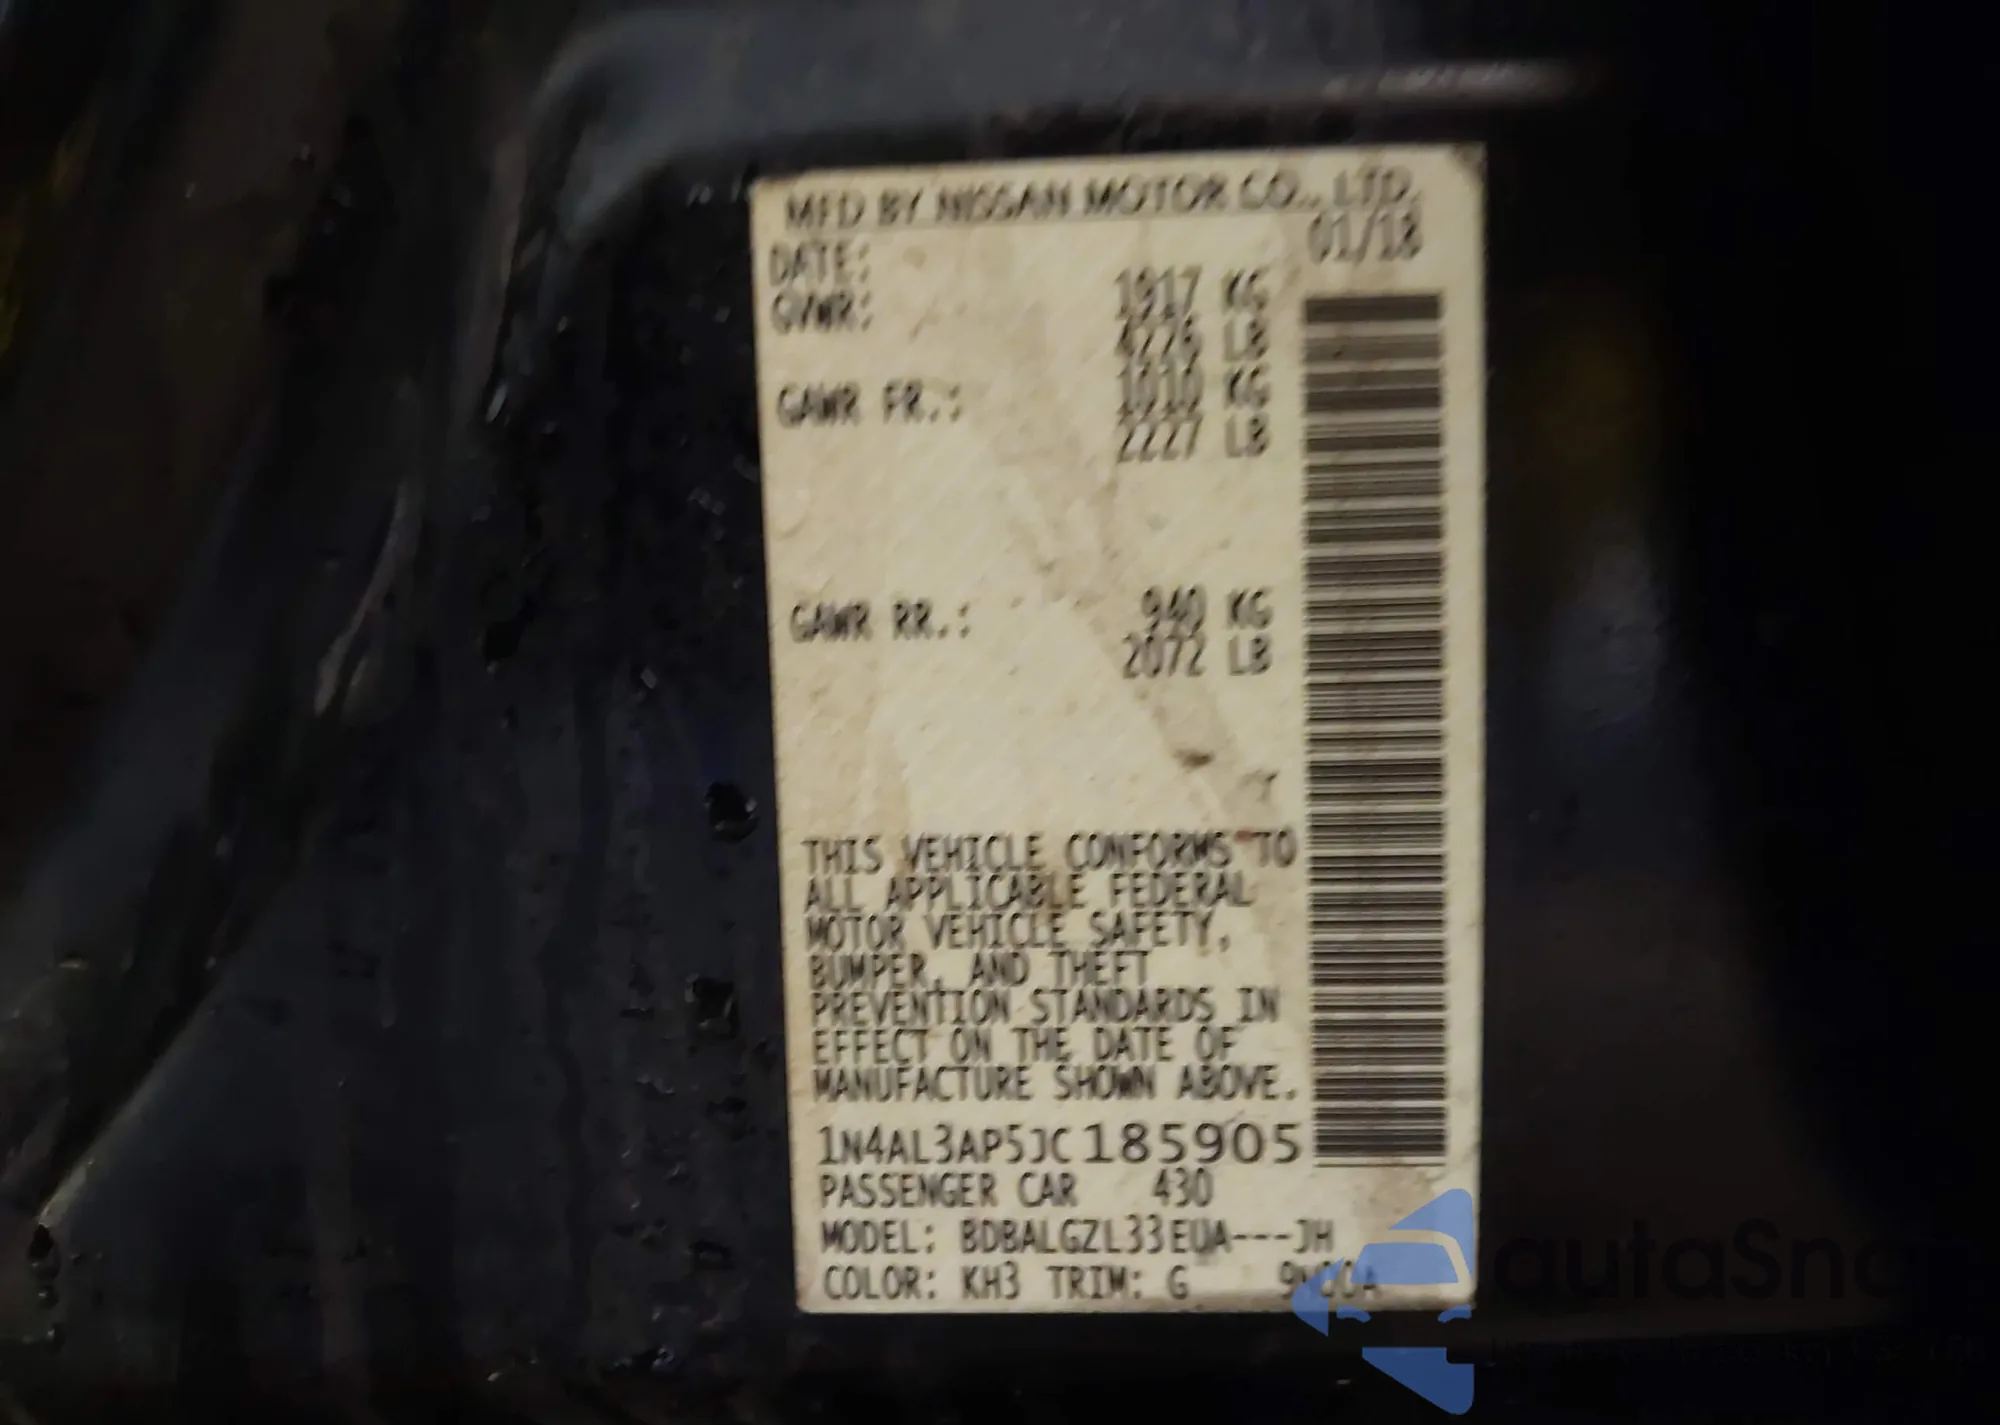 MFD BY NISSAN MOTOR CO., LTD.
DATE: 01/18
GVWR: 1917 KG
4226 LB
GAWR FR.: 1010 KG
2227 LB
GAWR RR.: 940 KG
2072 LB
THIS VEHICLE CONFORMS TO
ALL APPLICABLE FEDERAL
MOTOR VEHICLE SAFETY,
BUMPER, AND THEFT
PREVENTION STANDARDS IN
EFFECT ON THE DATE OF
MANUFACTURE SHOWN ABOVE.
1N4AL3AP5JC185905
PASSENGER CAR 430
MODEL: BDBALGZL33EUA---JH
COLOR: KH3 TRIM: G